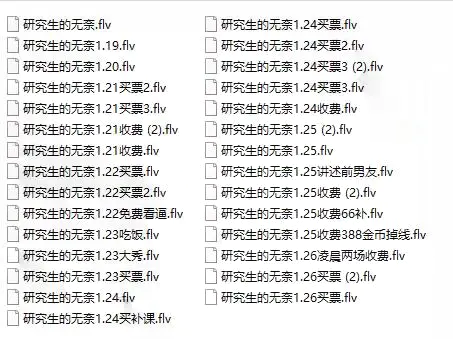 研究生的无奈.flv
研究生的无奈1.19.flv
研究生的无奈1.20.flv
研究生的无奈1.21买票2.flv
研究生的无奈1.21买票3.flv
研究生的无奈1.21收费 (2).flv
研究生的无奈1.21收费.flv
研究生的无奈1.22买票.flv
研究生的无奈1.22买票2.flv
研究生的无奈1.22免费看逼.flv
研究生的无奈1.23吃饭.flv
研究生的无奈1.23大秀.flv
研究生的无奈1.23买票.flv
研究生的无奈1.24.flv
研究生的无奈1.24买补课.flv
研究生的无奈1.24买票.flv
研究生的无奈1.24买票2.flv
研究生的无奈1.24买票3 (2).flv
研究生的无奈1.24买票3.flv
研究生的无奈1.24收费.flv
研究生的无奈1.25 (2).flv
研究生的无奈1.25.flv
研究生的无奈1.25讲述前男友.flv
研究生的无奈1.25收费 (2).flv
研究生的无奈1.25收费66补.flv
研究生的无奈1.25收费388金币掉线.flv
研究生的无奈1.26凌晨两场收费.flv
研究生的无奈1.26买票 (2).flv
研究生的无奈1.26买票.flv